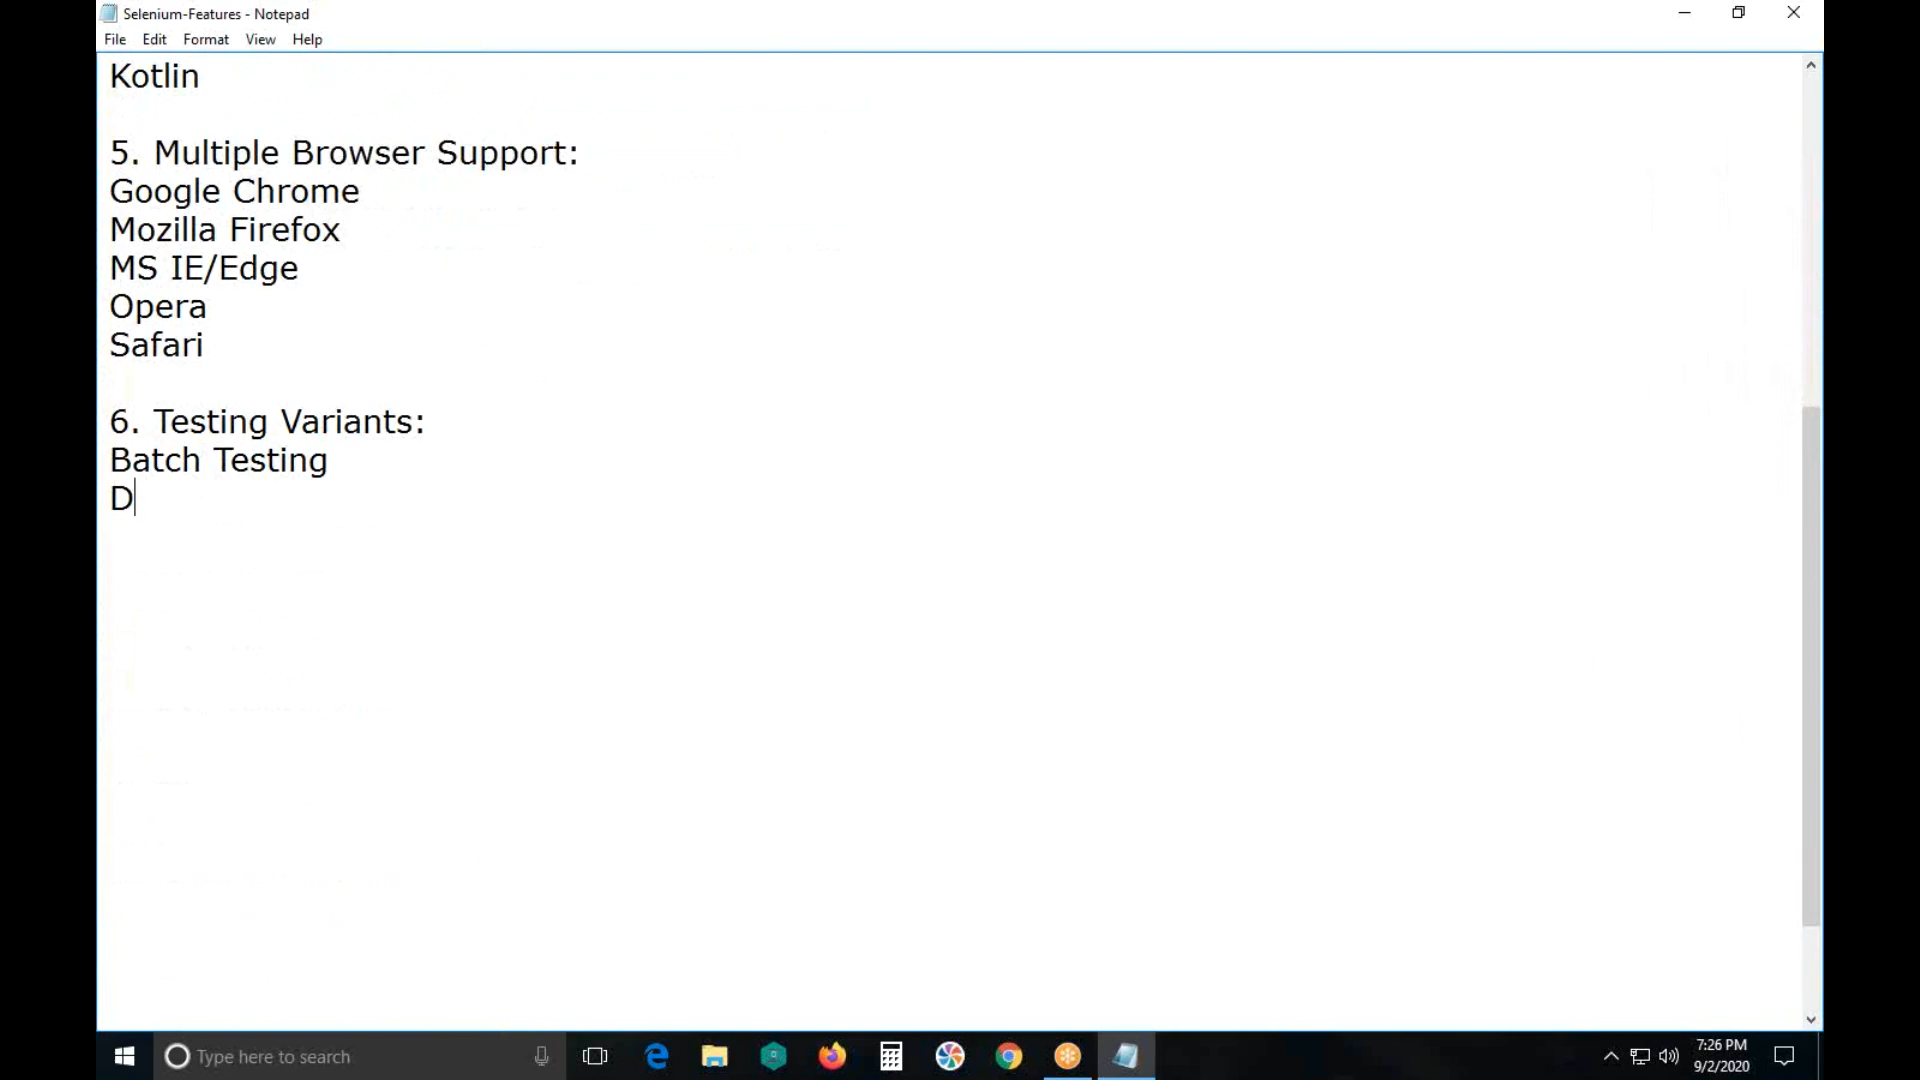 Selenium-Features - Notepad
File Edit Format View Help
Kotlin
5. Multiple Browser Support:
Google Chrome
Mozilla Firefox
MS IE/Edge
Opera
Safari
6. Testing Variants:
Batch Testing
D
Type here to search
7:26 PM
9/2/2020